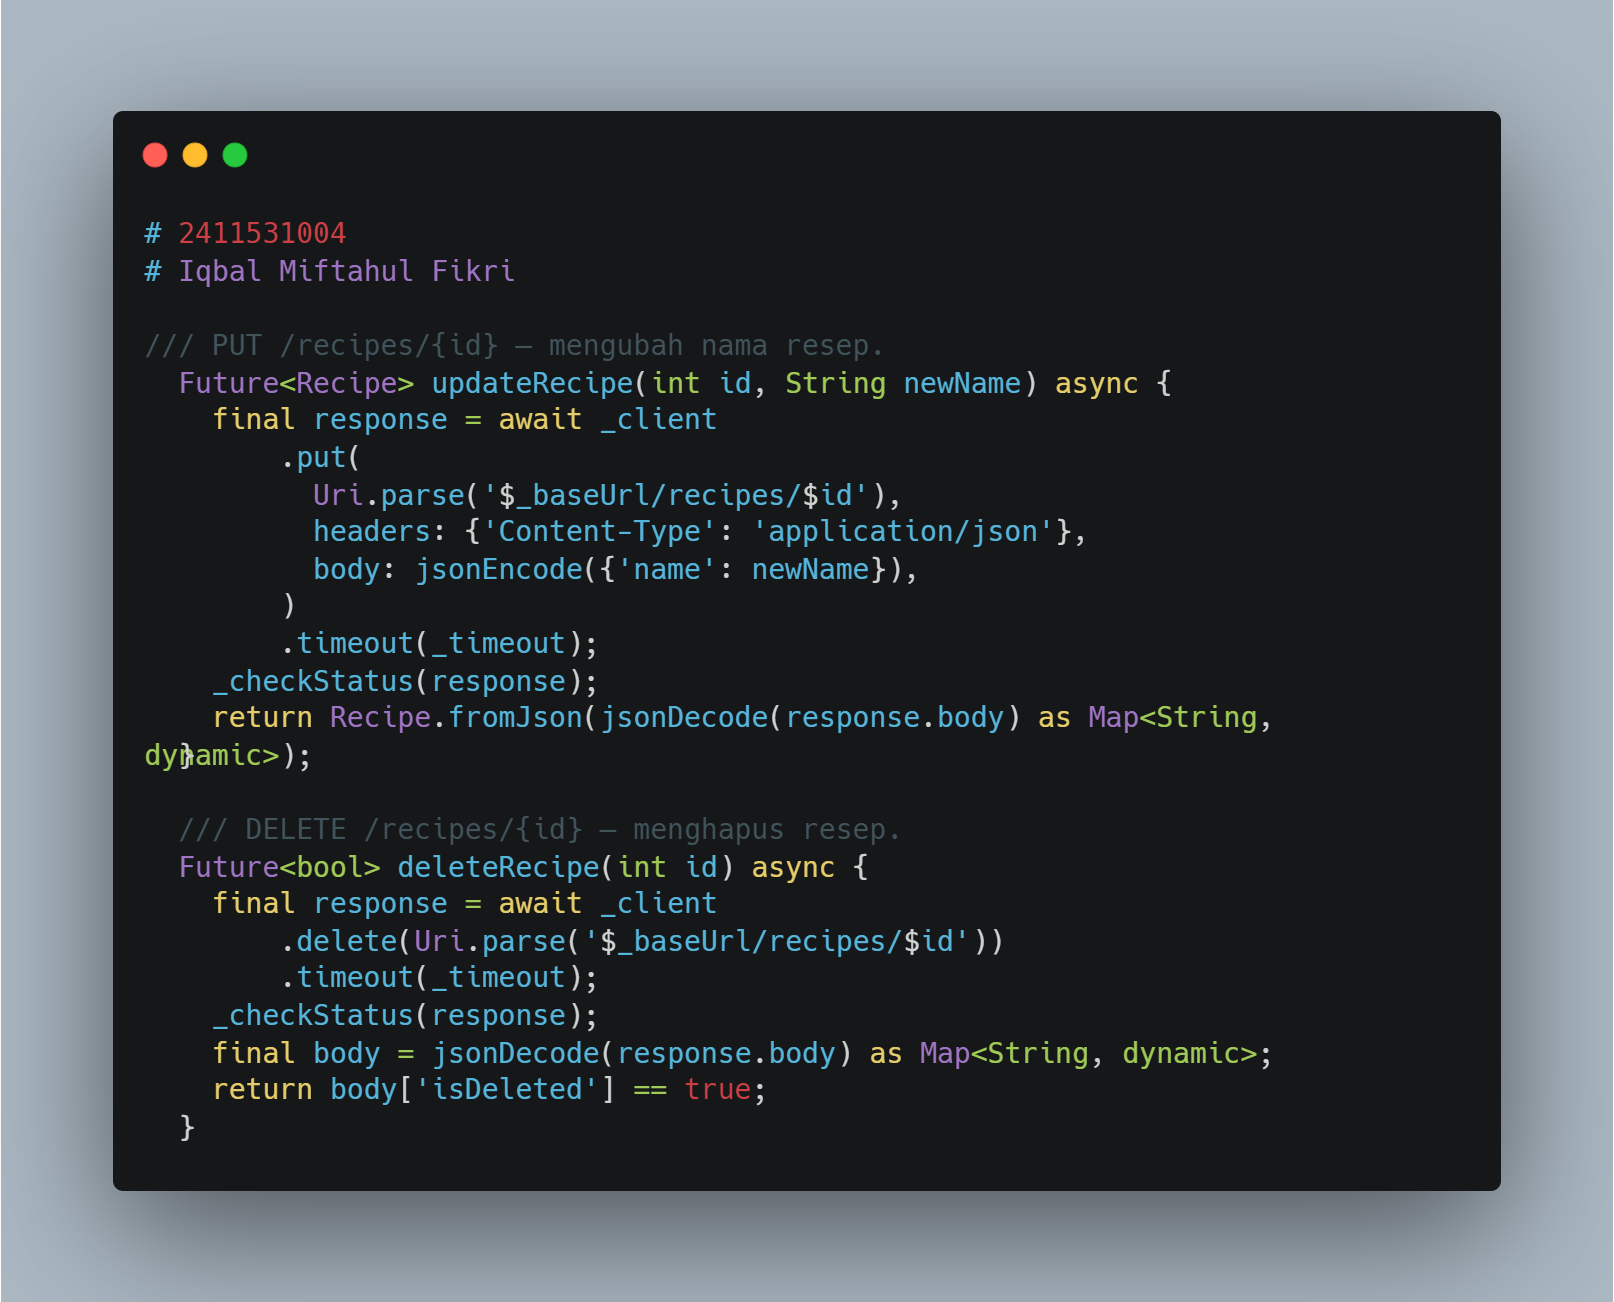 # 2411531004
# Iqbal Miftahul Fikri

/// PUT /recipes/{id} — mengubah nama resep.
  Future<Recipe> updateRecipe(int id, String newName) async {
    final response = await _client
        .put(
          Uri.parse('$_baseUrl/recipes/$id'),
          headers: {'Content-Type': 'application/json'},
          body: jsonEncode({'name': newName}),
        )
        .timeout(_timeout);
    _checkStatus(response);
    return Recipe.fromJson(jsonDecode(response.body) as Map<String,
dynamic>);
  }

  /// DELETE /recipes/{id} — menghapus resep.
  Future<bool> deleteRecipe(int id) async {
    final response = await _client
        .delete(Uri.parse('$_baseUrl/recipes/$id'))
        .timeout(_timeout);
    _checkStatus(response);
    final body = jsonDecode(response.body) as Map<String, dynamic>;
    return body['isDeleted'] == true;
  }